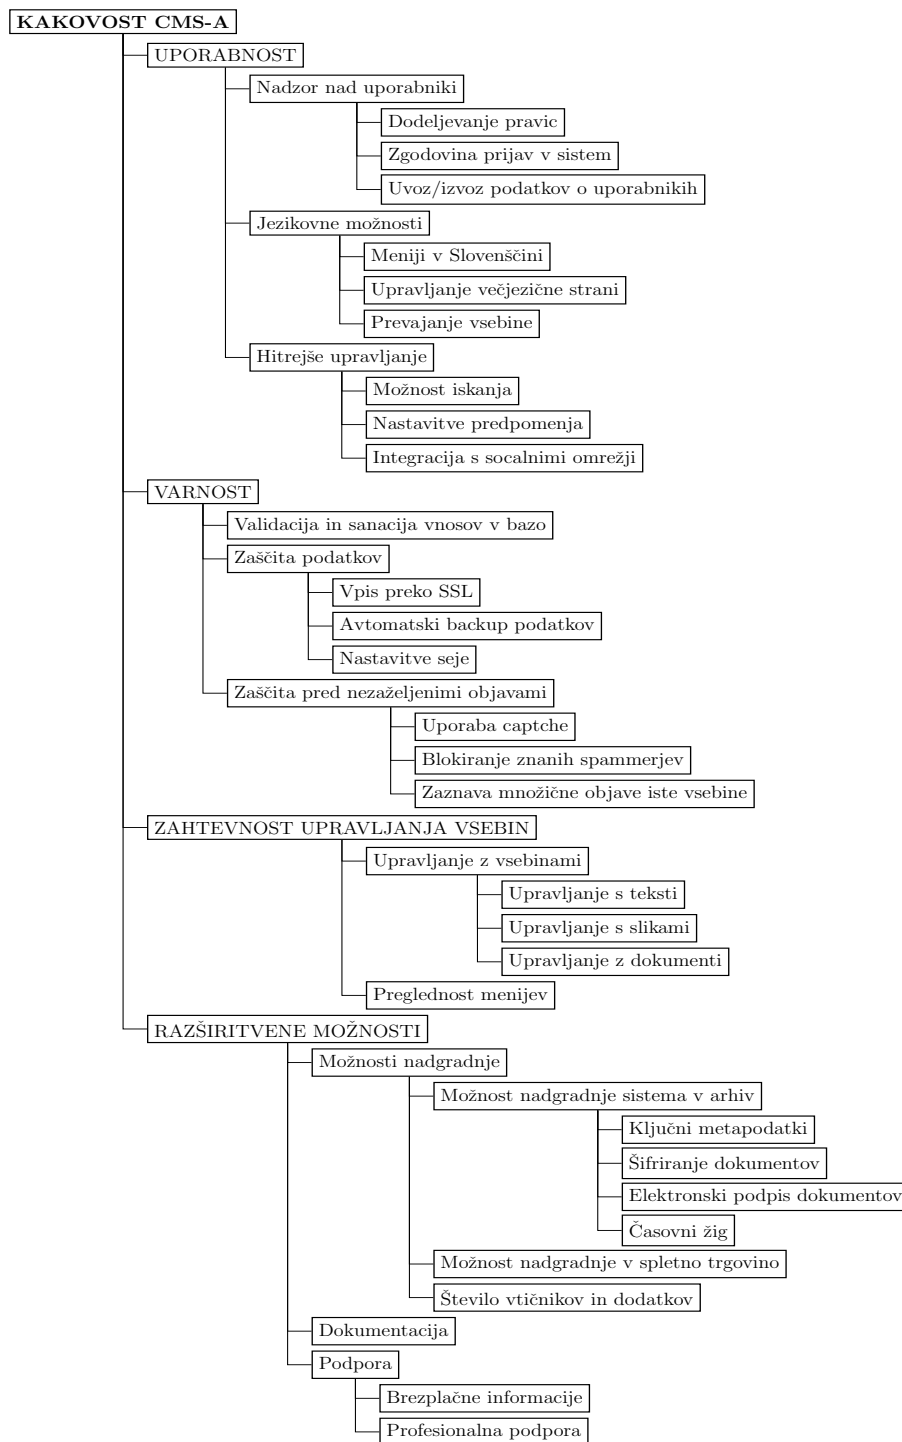 KAKOVOST CMS-A
UPORABNOST
Nadzor nad uporabniki
Dodeljevanje pravic
Zgodovina prijav v sistem
Uvoz/izvoz podatkov o uporabnikih
Jezikovne možnosti
Meniji v Slovenščini
Upravljanje večjezične strani
Prevajanje vsebine
Hitrejše upravljanje
Možnost iskanja
Nastavitve predpomenja
Integracija s socalnimi omrežji
VARNOST
Validacija in sanacija vnosov v bazo
Zaščita podatkov
Vpis preko SSL
Avtomatski backup podatkov
Nastavitve seje
Zaščita pred nezaželjenimi objavami
Uporaba captche
Blokiranje znanih spammerjev
Zaznava množične objave iste vsebine
ZAHTEVNOST UPRAVLJANJA VSEBIN
Upravljanje z vsebinami
Upravljanje s teksti
Upravljanje s slikami
Upravljanje z dokumenti
Preglednost menijev
RAZŠIRITVENE MOŽNOSTI
Možnosti nadgradnje
Možnost nadgradnje sistema v arhiv
Ključni metapodatki
Šifriranje dokumentov
Elektronski podpis dokumentov
Časovni žig
Možnost nadgradnje v spletno trgovino
Število vtičnikov in dodatkov
Dokumentacija
Podpora
Brezplačne informacije
Profesionalna podpora